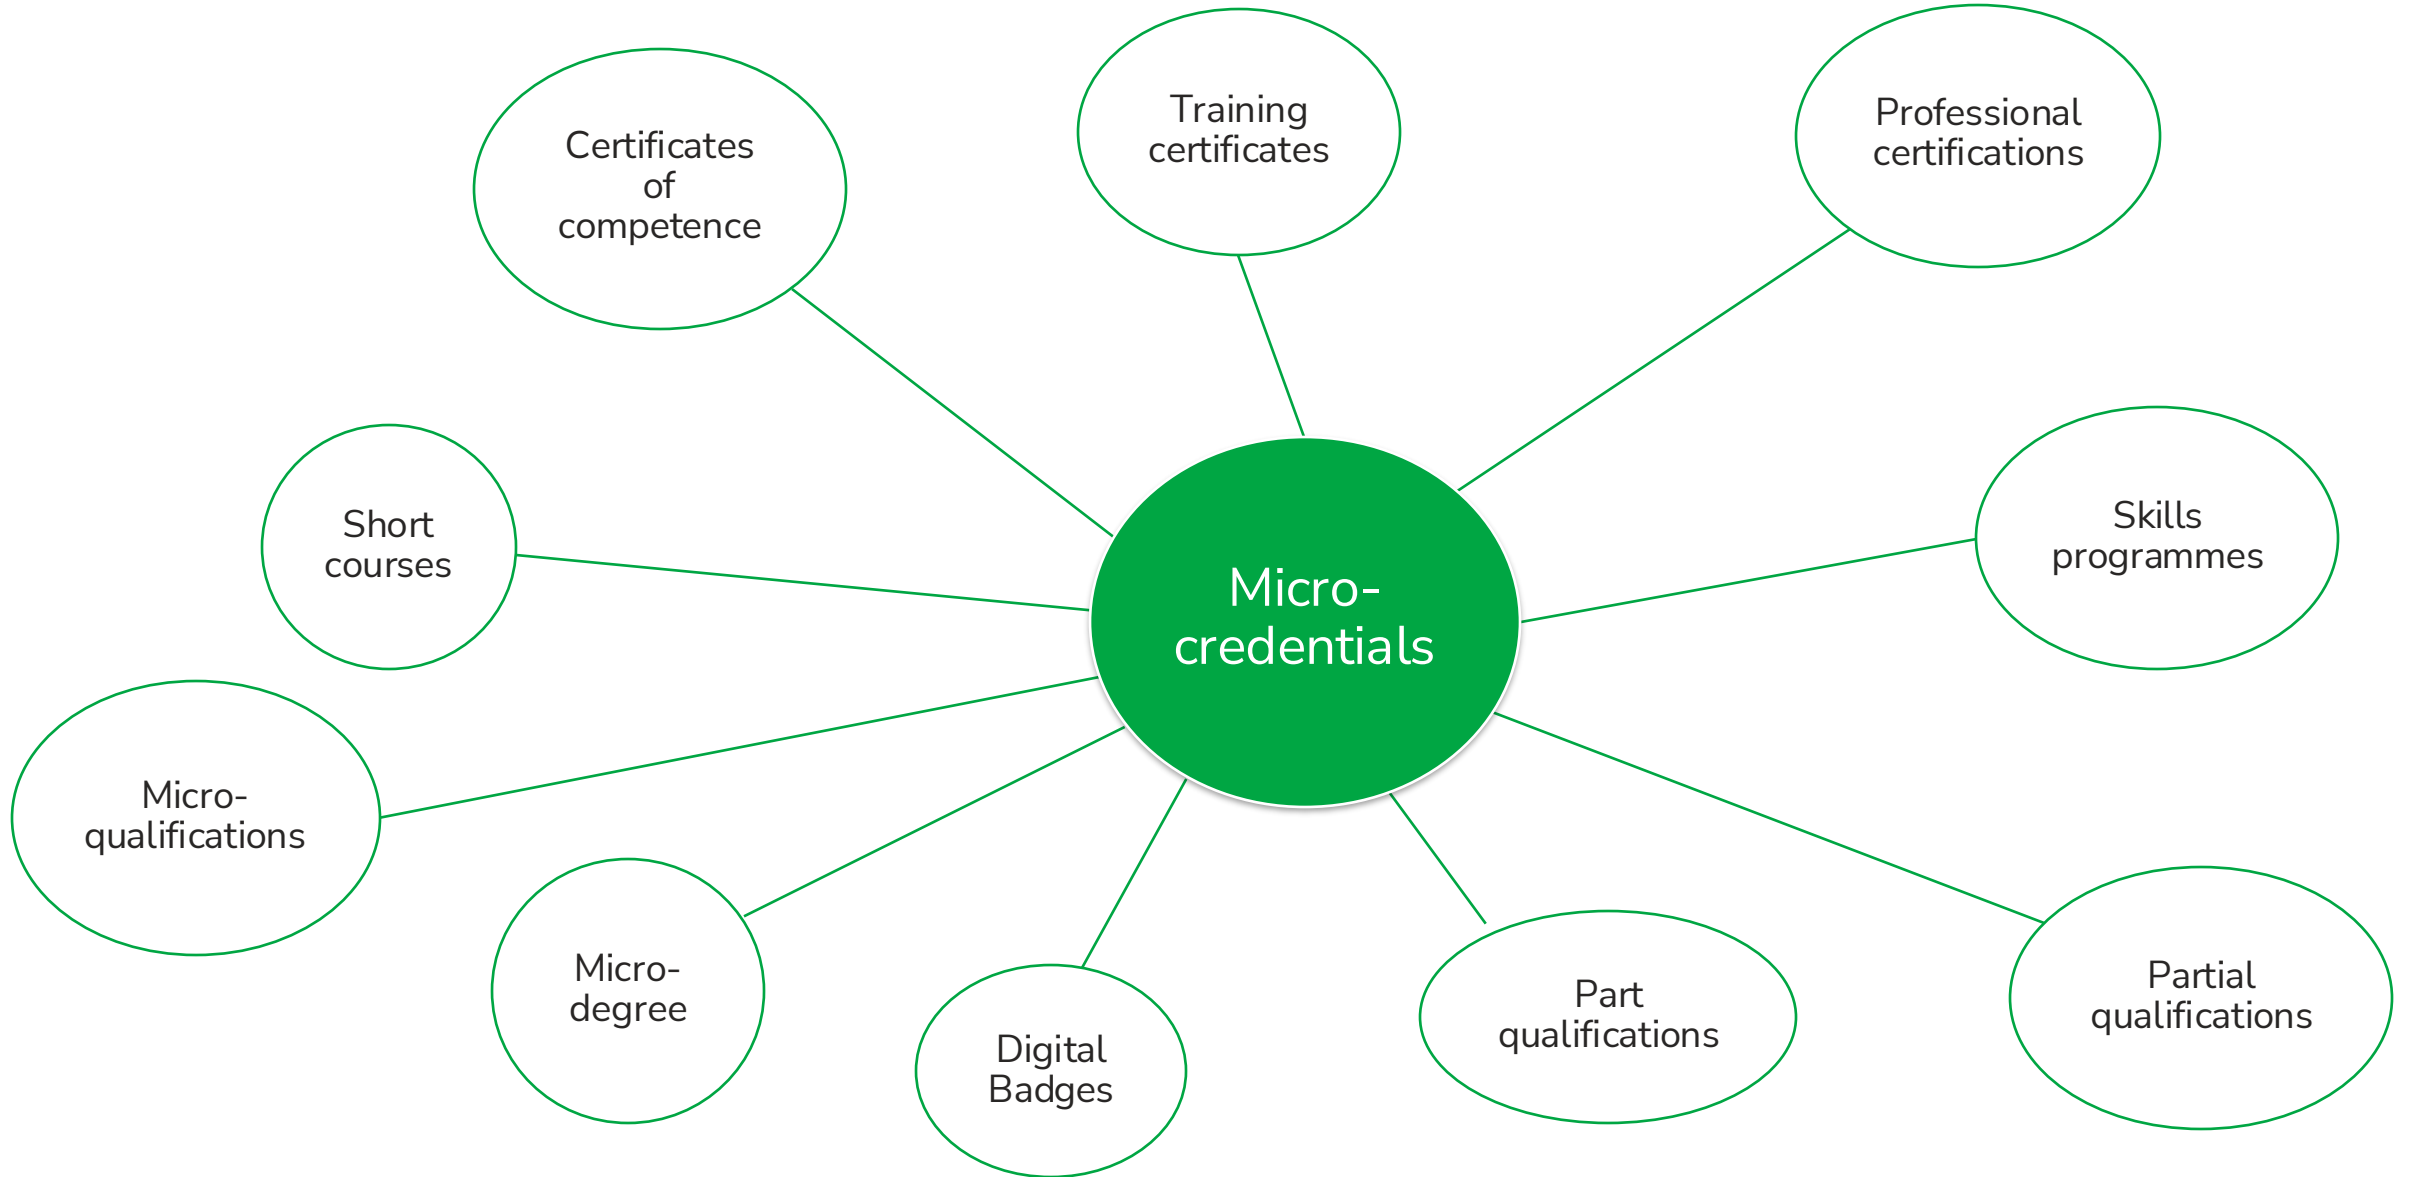 Certificates
of
competence
Training
certificates
Professional
certifications
Short
courses
Skills
programmes
Micro-
credentials
Micro-
qualifications
Micro-
degree
Digital
Badges
Part
qualifications
Partial
qualifications